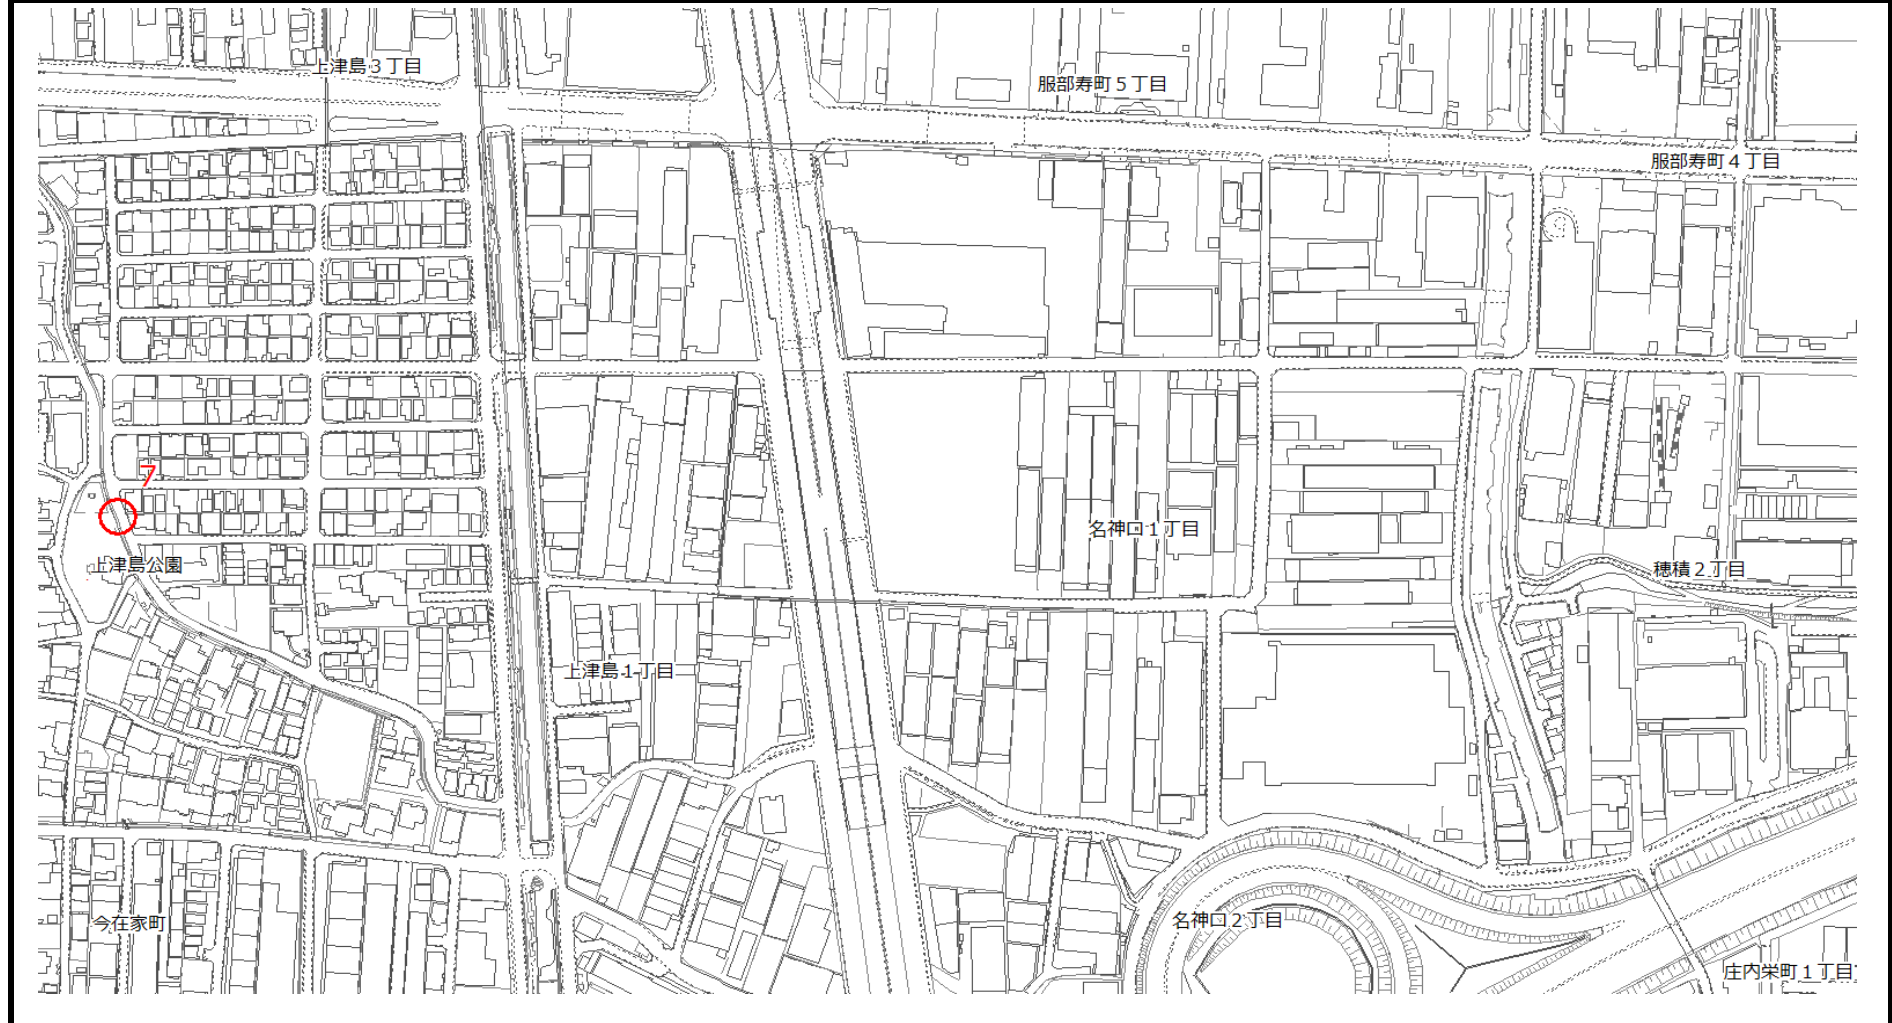 上津島３丁目
服部寿町５丁目
服部寿町４丁目
7
名神口１丁目
上津島公園
穂積２丁目
上津島１丁目
今在家町
名神口２丁目
庄内栄町１丁目